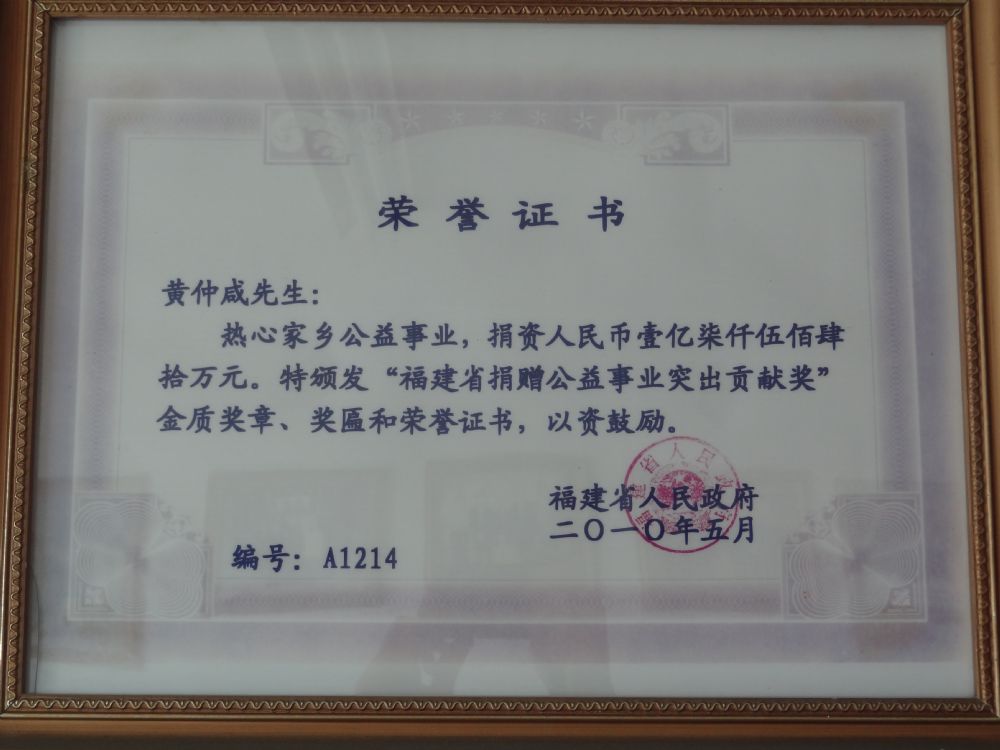 荣誉证书
黄仲咸先生：
热心家乡公益事业，捐资人民币壹亿柒仟伍佰肆
拾万元。特颁发“福建省捐赠公益事业突出贡献奖”
金质奖章、奖匾和荣誉证书，以资鼓励。
福建省人民政府
二〇一〇年五月
编号：A1214